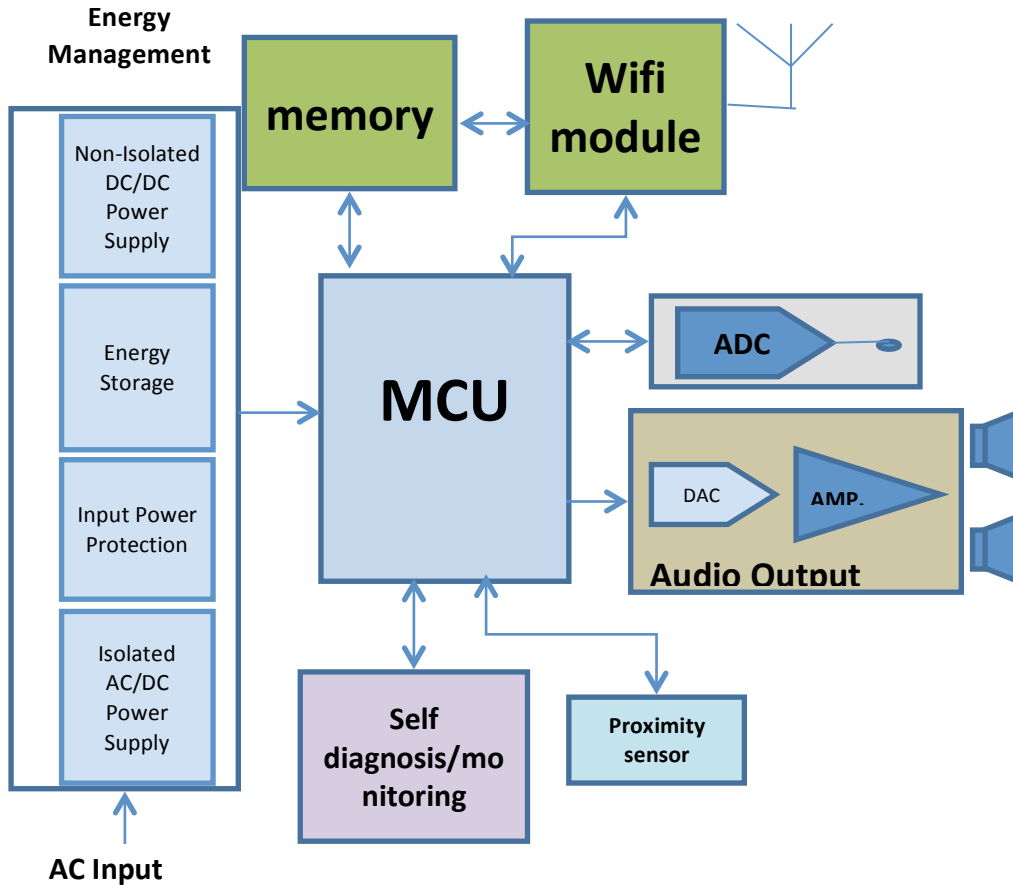 Energy
Management
memory
Wifi
module
Non-Isolated
DC/DC
Power
Supply
Energy
Storage
Input Power
Protection
Isolated
AC/DC
Power
Supply
AC Input
MCU
ADC
DAC
AMP.
Audio Output
Self
diagnosis/mo
nitoring
Proximity
sensor